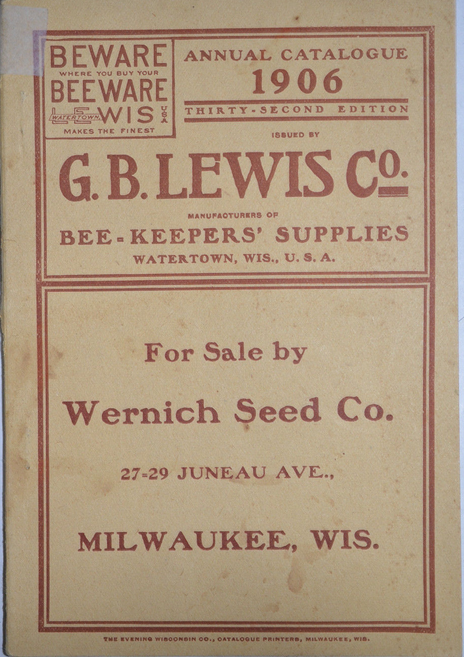 BEWARE
WHERE YOU BUY YOUR
BEEWARE
LEWIS
WATERTOWN,
USA
MAKES THE FINEST
ANNUAL CATALOGUE
1906
THIRTY-SECOND EDITION
ISSUED BY
G. B. LEWIS Co.
MANUFACTURERS OF
BEE-KEEPERS' SUPPLIES
WATERTOWN, WIS., U. S. A.
For Sale by
Wernich Seed Co.
27-29 JUNEAU AVE.,
MILWAUKEE, WIS.
THE EVENING WISCONSIN CO., CATALOGUE PRINTERS, MILWAUKEE, WIS.